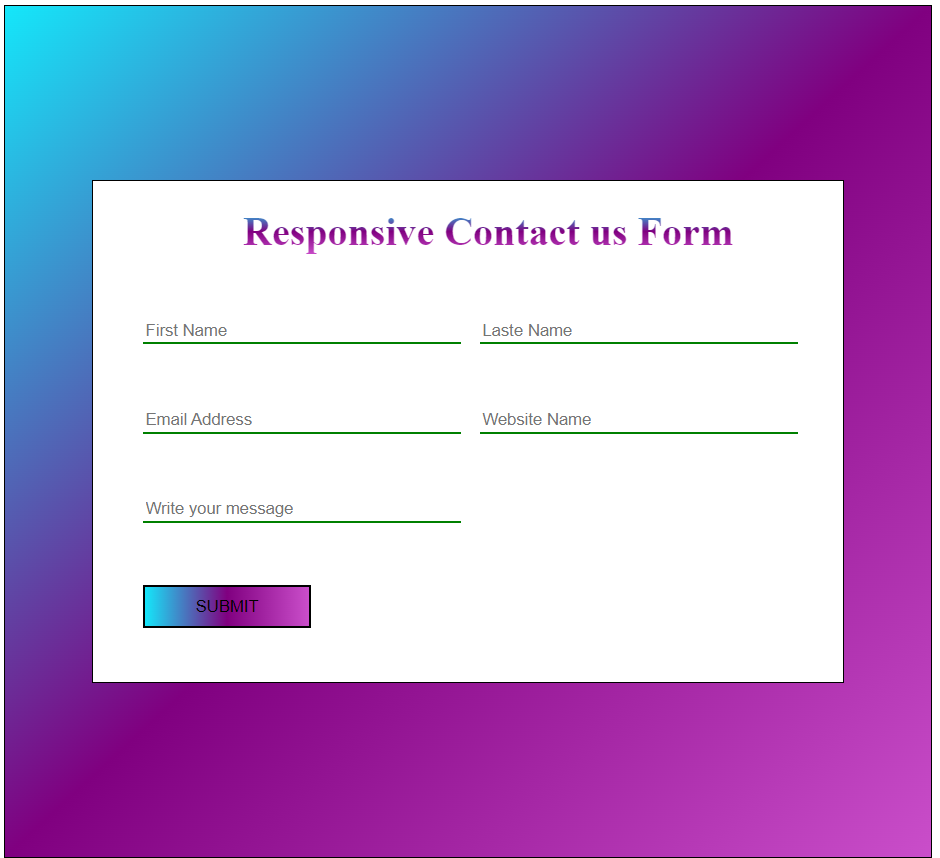 Responsive Contact us Form
First Name
Laste Name
Email Address
Website Name
Write your message
SUBMIT